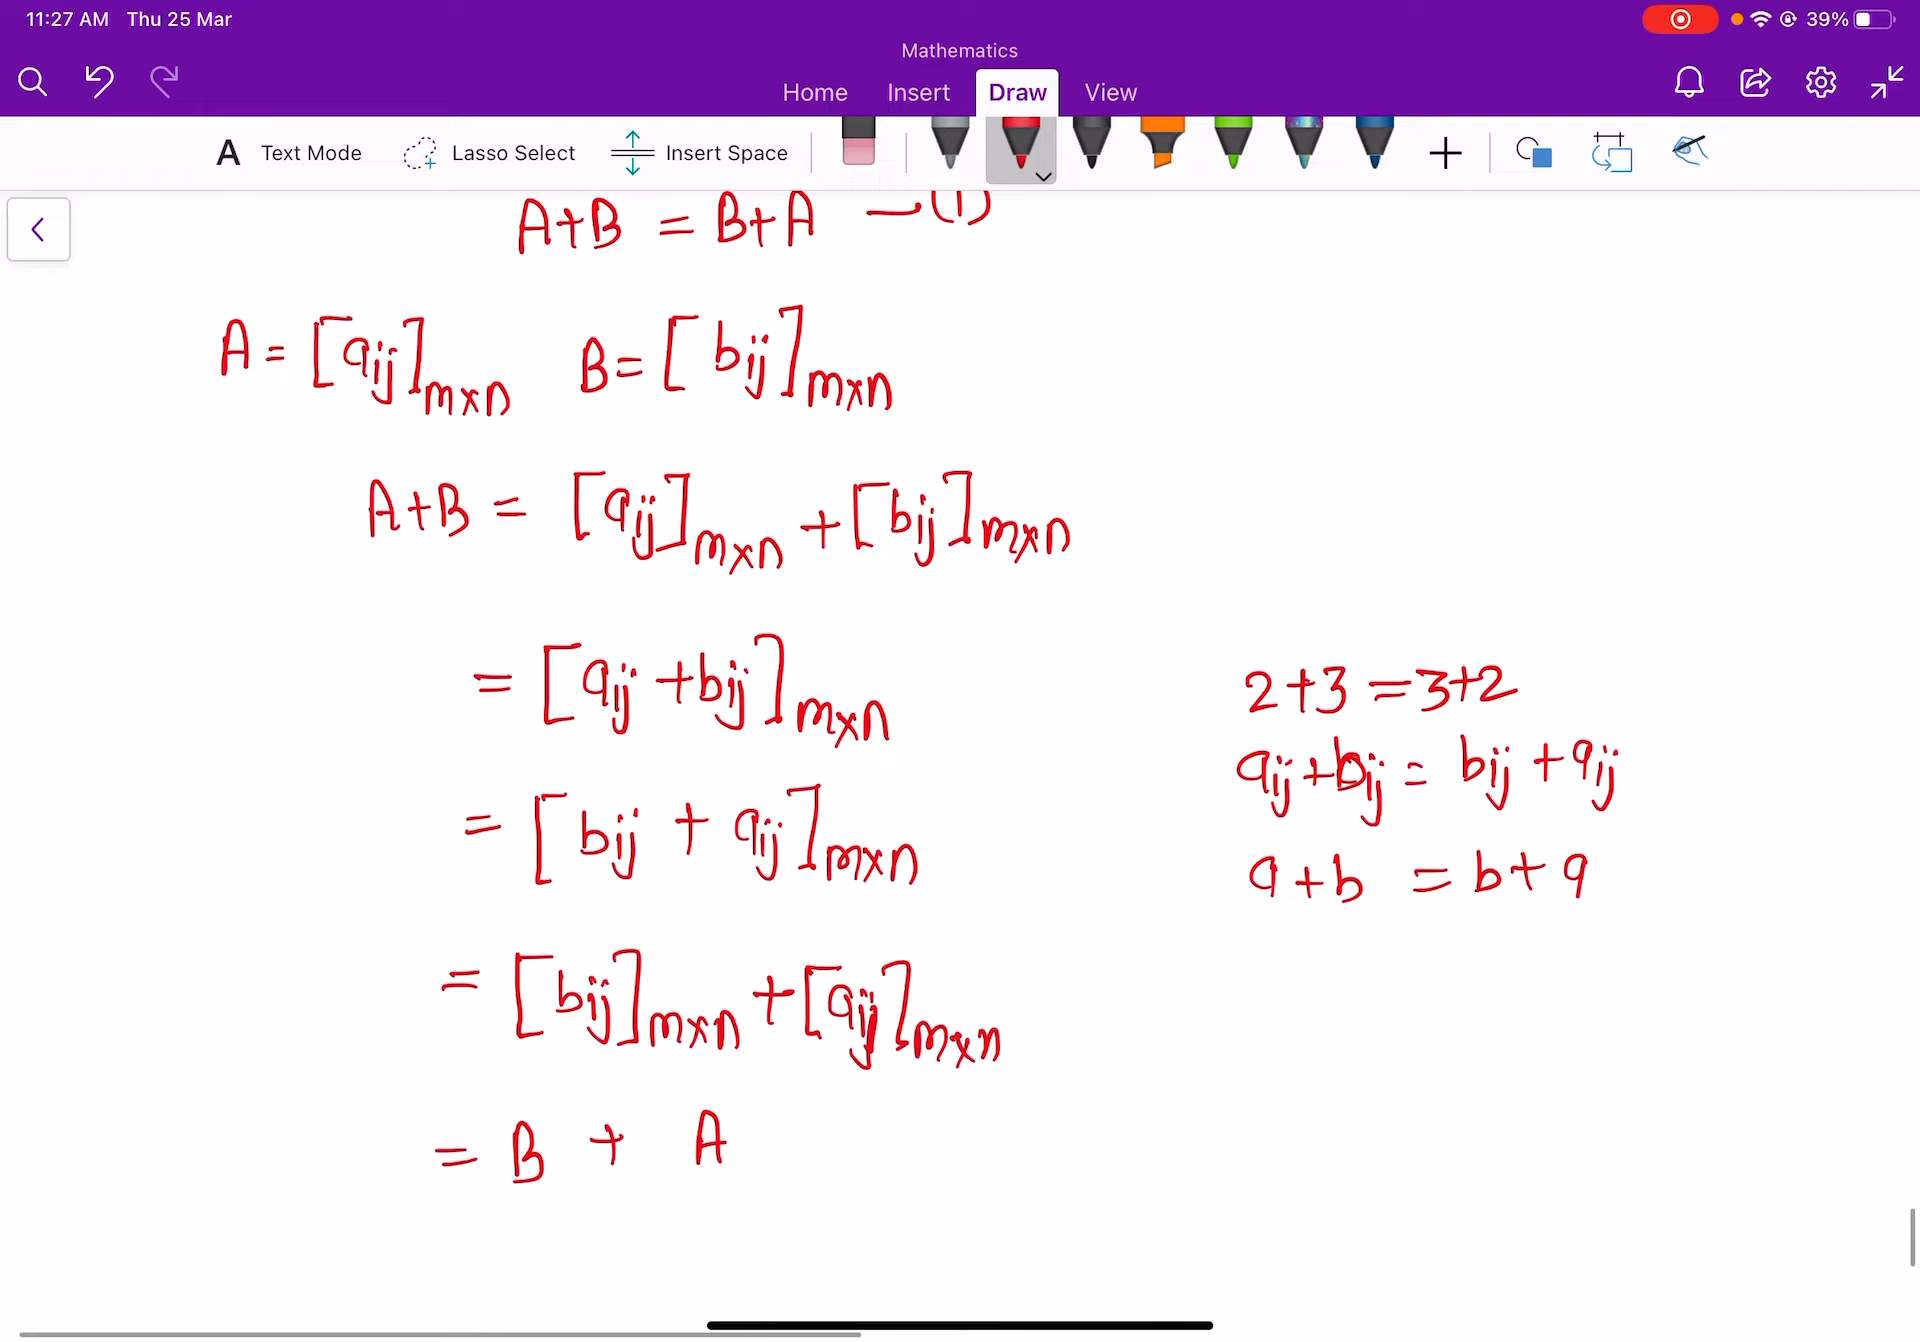 11:27 AM Thu 25 Mar
39%
Mathematics
Home Insert Draw View
A Text Mode Lasso Select Insert Space
A+B = B+A —(1)
A = [aij]m×n B = [bij]m×n
A+B = [aij]m×n + [bij]m×n
= [aij + bij]m×n
= [bij + aij]m×n
= [bij]m×n + [aij]m×n
= B + A
2+3 = 3+2
aij + bij = bij + aij
a+b = b+a